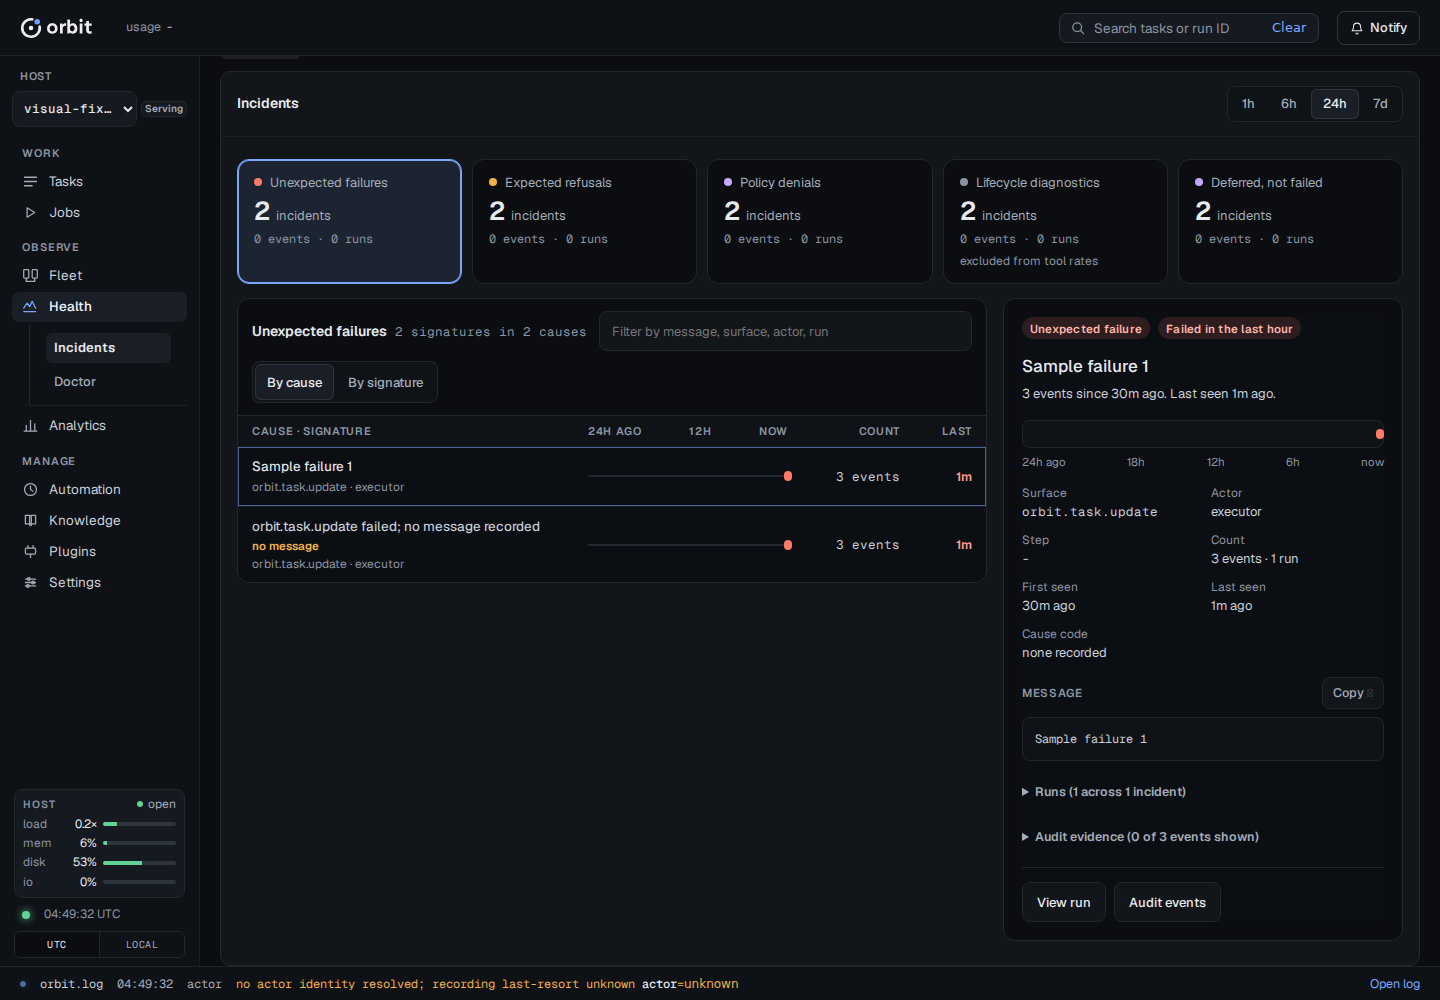 orbit
usage -
Search tasks or run ID
Clear
Notify
HOST
visual-fix…
Serving
WORK
Tasks
Jobs
OBSERVE
Fleet
Health
Incidents
Doctor
Analytics
MANAGE
Automation
Knowledge
Plugins
Settings
HOST
open
load 0.2×
mem 6%
disk 53%
io 0%
04:49:32 UTC
UTC
LOCAL
Incidents
1h 6h 24h 7d
Unexpected failures
2 incidents
0 events · 0 runs
Expected refusals
2 incidents
0 events · 0 runs
Policy denials
2 incidents
0 events · 0 runs
Lifecycle diagnostics
2 incidents
0 events · 0 runs
excluded from tool rates
Deferred, not failed
2 incidents
0 events · 0 runs
Unexpected failures 2 signatures in 2 causes
Filter by message, surface, actor, run
By cause By signature
CAUSE · SIGNATURE 24H AGO 12H NOW COUNT LAST
Sample failure 1
orbit.task.update · executor
3 events 1m
orbit.task.update failed; no message recorded
no message
orbit.task.update · executor
3 events 1m
Unexpected failure Failed in the last hour
Sample failure 1
3 events since 30m ago. Last seen 1m ago.
24h ago 18h 12h 6h now
Surface
orbit.task.update
Actor
executor
Step
-
Count
3 events · 1 run
First seen
30m ago
Last seen
1m ago
Cause code
none recorded
MESSAGE
Copy
Sample failure 1
Runs (1 across 1 incident)
Audit evidence (0 of 3 events shown)
View run
Audit events
orbit.log 04:49:32 actor no actor identity resolved; recording last-resort unknown actor=unknown
Open log